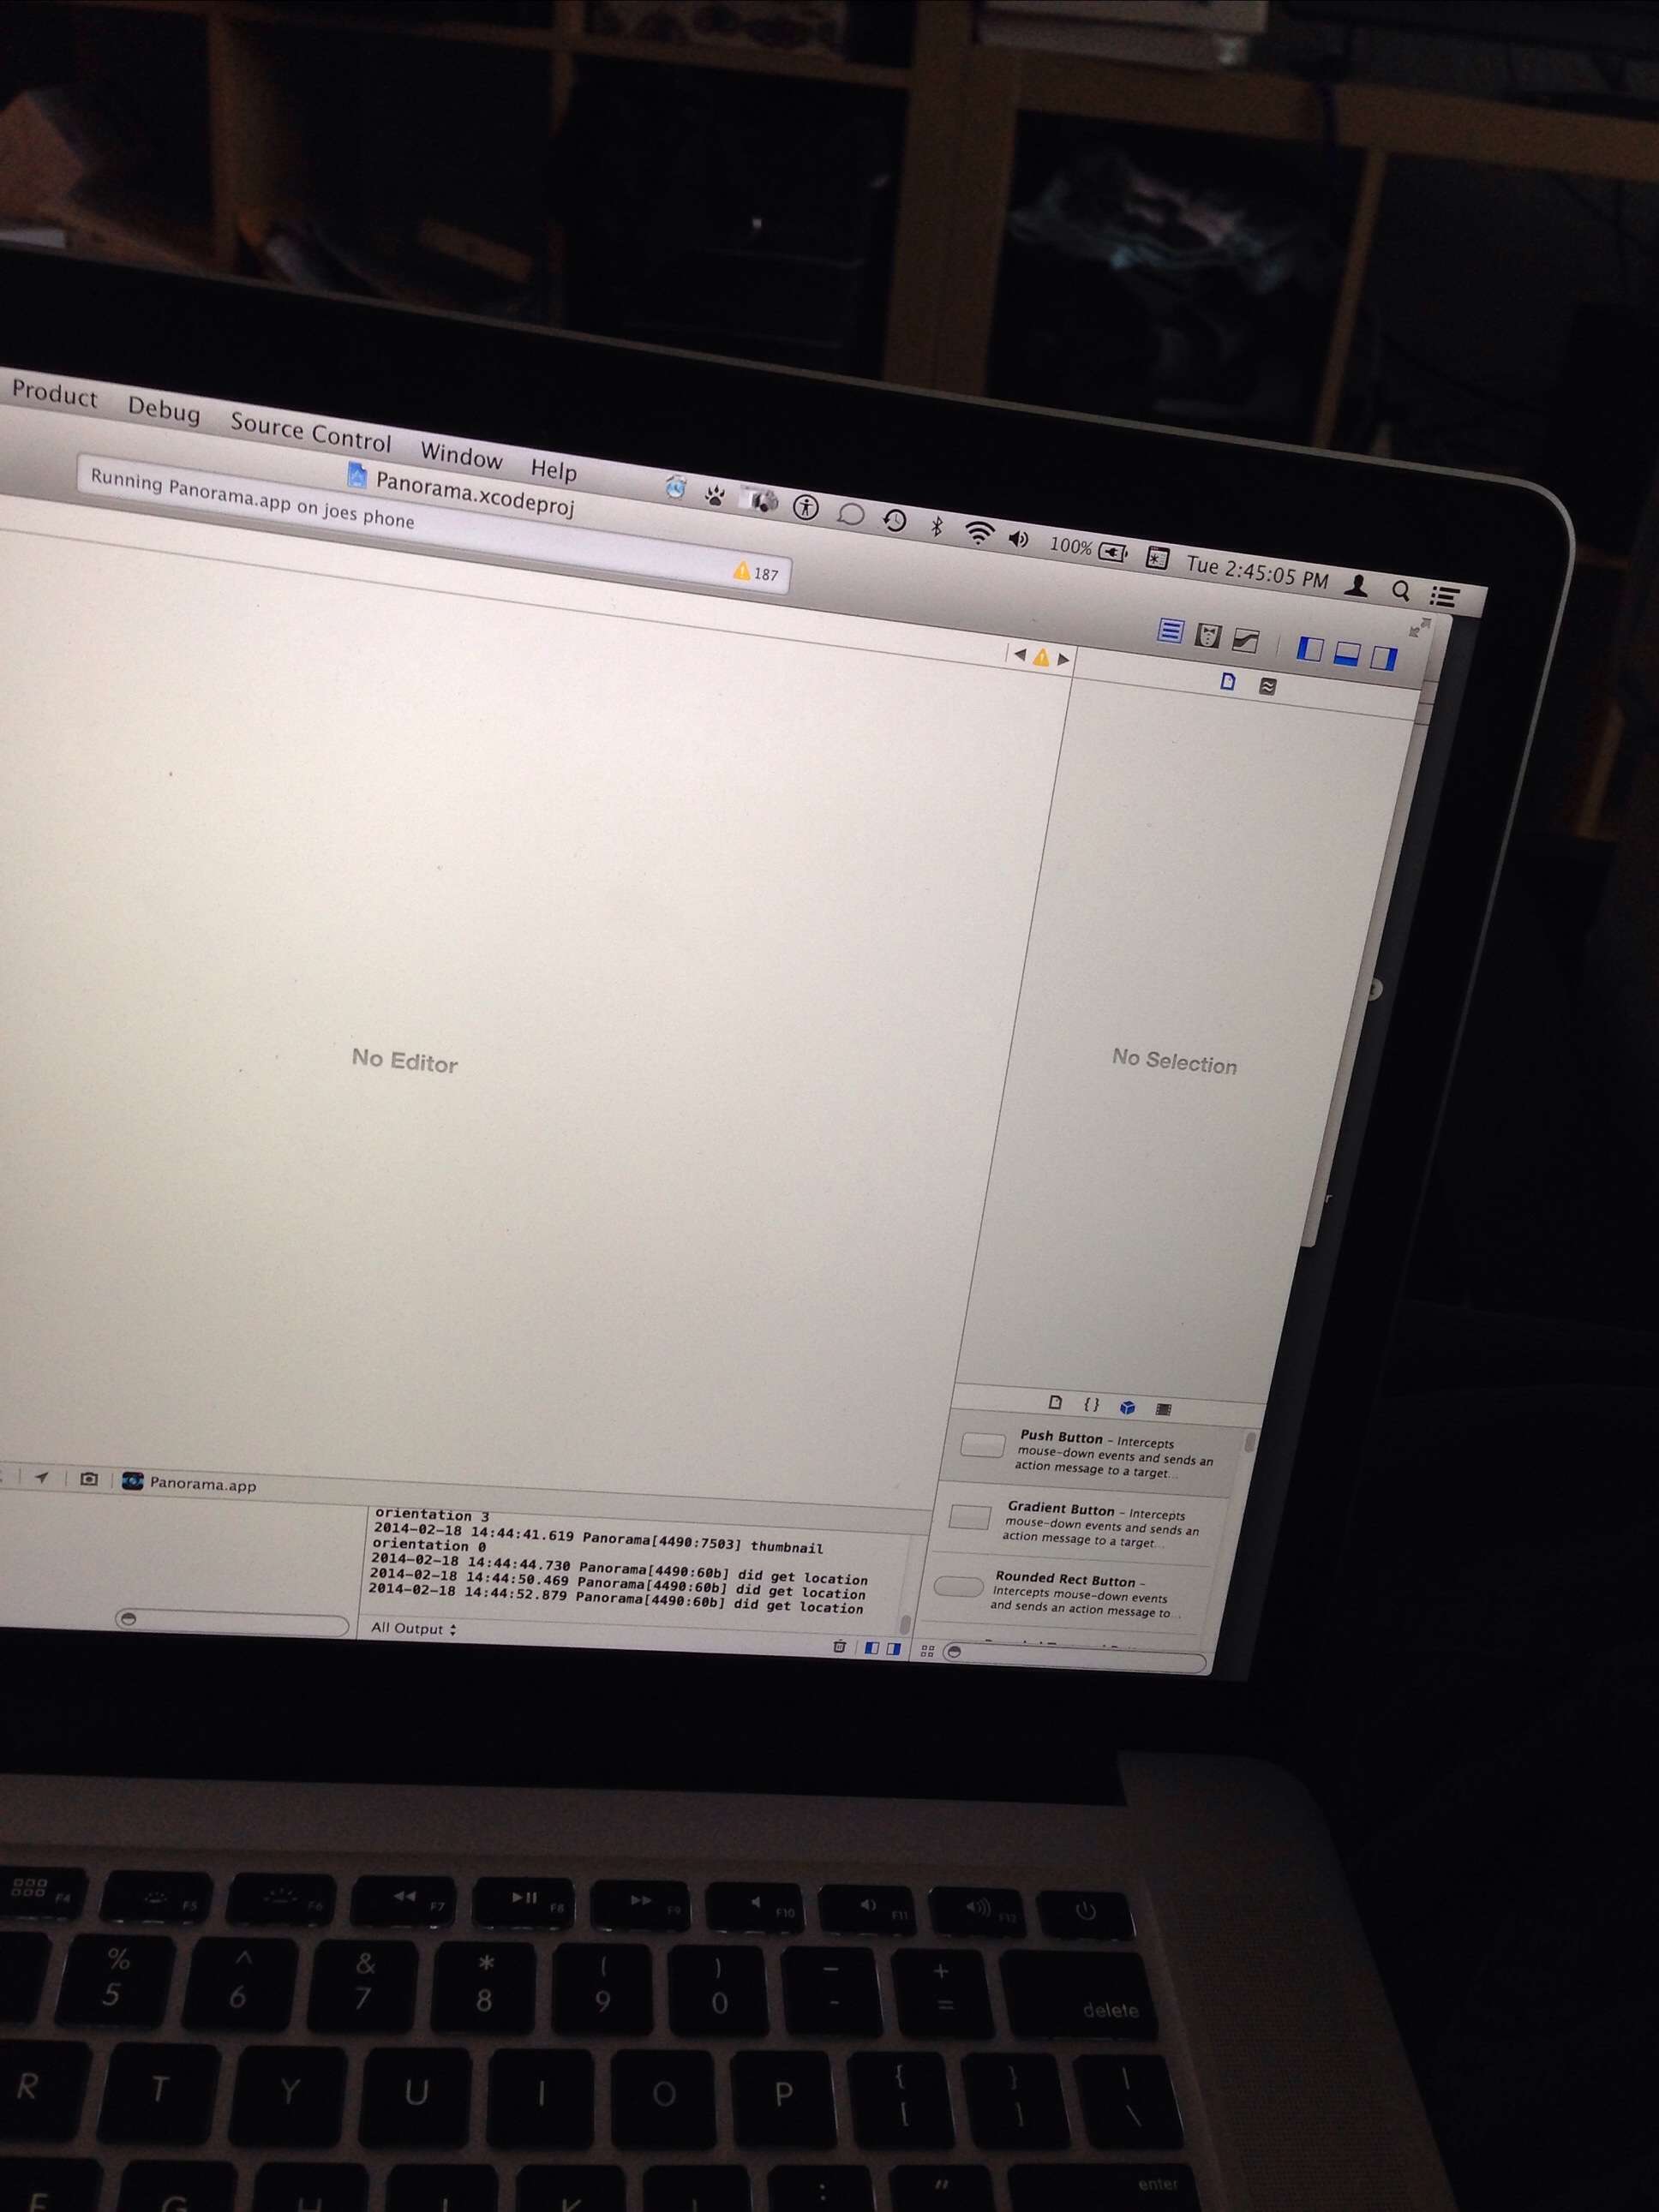 Product Debug Source Control Window Help
100% Tue 2:45:05 PM
Panorama.xcodeproj
Running Panorama.app on joes phone
187
No Editor
No Selection
Push Button – Intercepts
mouse-down events and sends an
action message to a target...
Gradient Button – Intercepts
mouse-down events and sends an
action message to a target...
Rounded Rect Button –
Intercepts mouse-down events
and sends an action message to...
Panorama.app
orientation 3
2014-02-18 14:44:41.619 Panorama[4490:7503] thumbnail
orientation 0
2014-02-18 14:44:44.730 Panorama[4490:60b] did get location
2014-02-18 14:44:50.469 Panorama[4490:60b] did get location
2014-02-18 14:44:52.879 Panorama[4490:60b] did get location
All Output
F4 F5 F6 F7 F8 F9 F10 F11 F12
% ^ & * ( ) – +
5 6 7 8 9 0 - = delete
R T Y U I O P { } |
[ ] \
F G H J K L : " enter